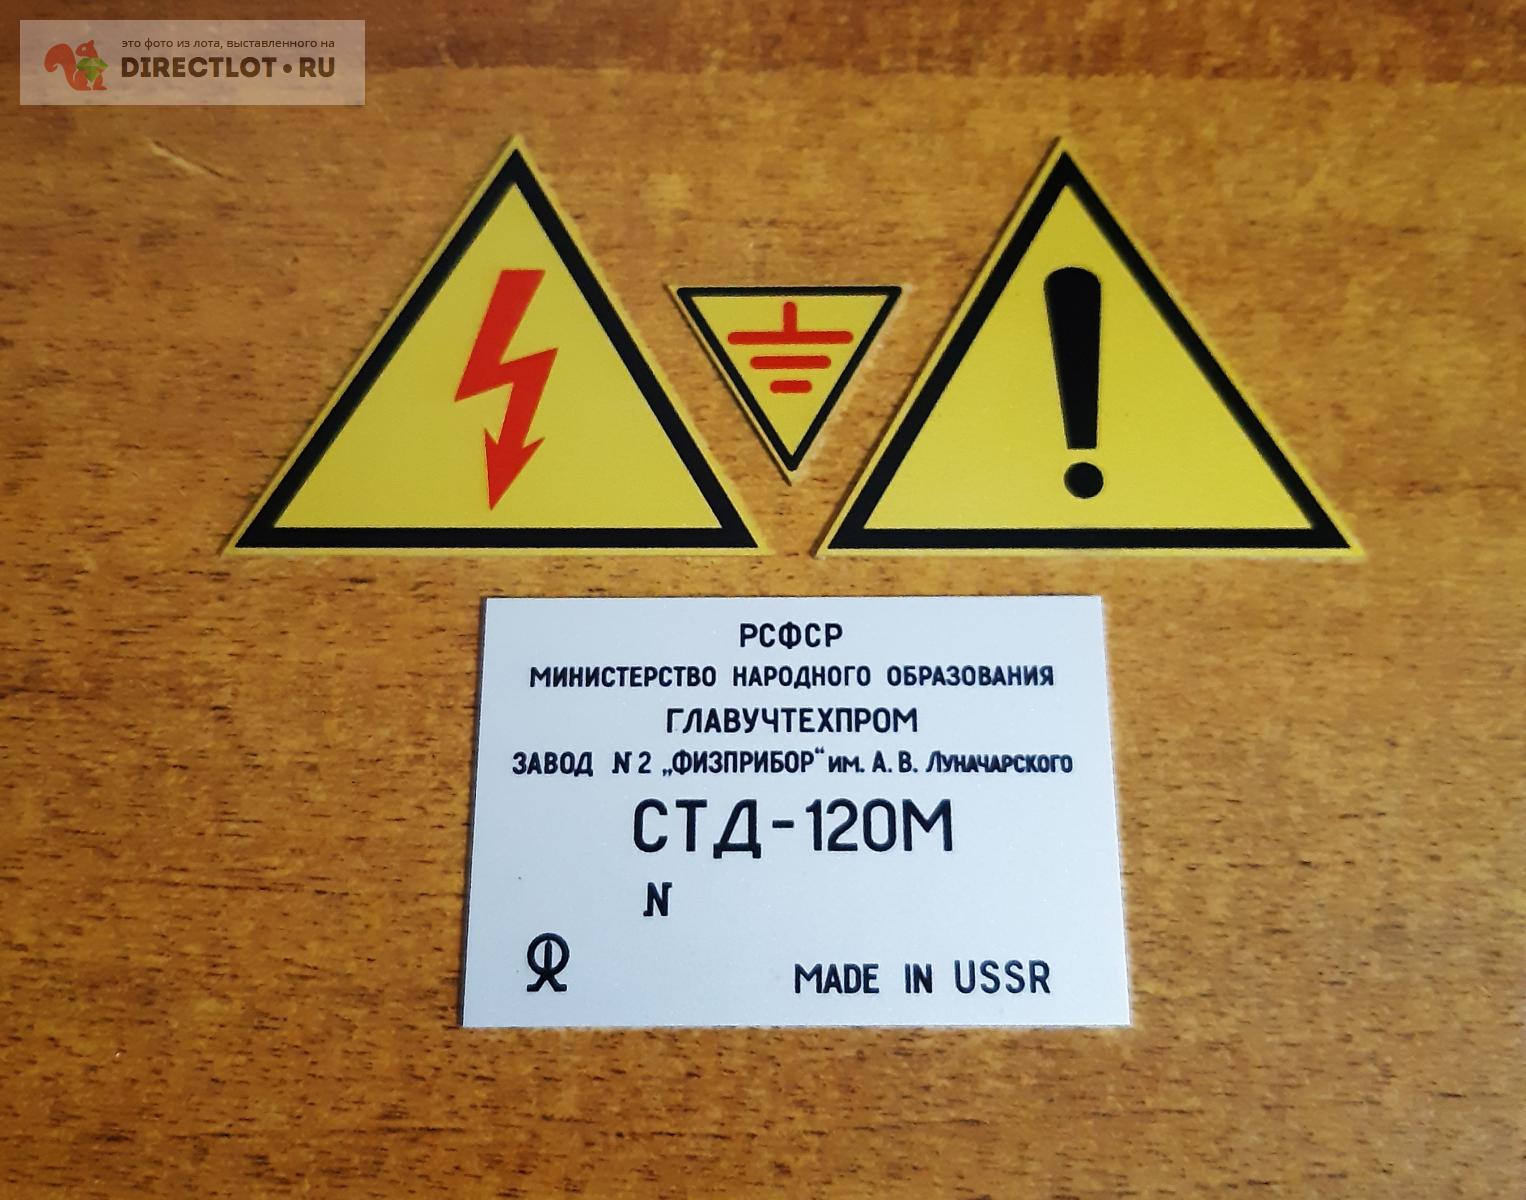 это фото из лота, выставленного на
DIRECTLOT•RU
РСФСР
МИНИСТЕРСТВО НАРОДНОГО ОБРАЗОВАНИЯ
ГЛАВУЧТЕХПРОМ
ЗАВОД N 2 „ФИЗПРИБОР“ им. А. В. Луначарского
СТД-120М
N
MADE IN USSR